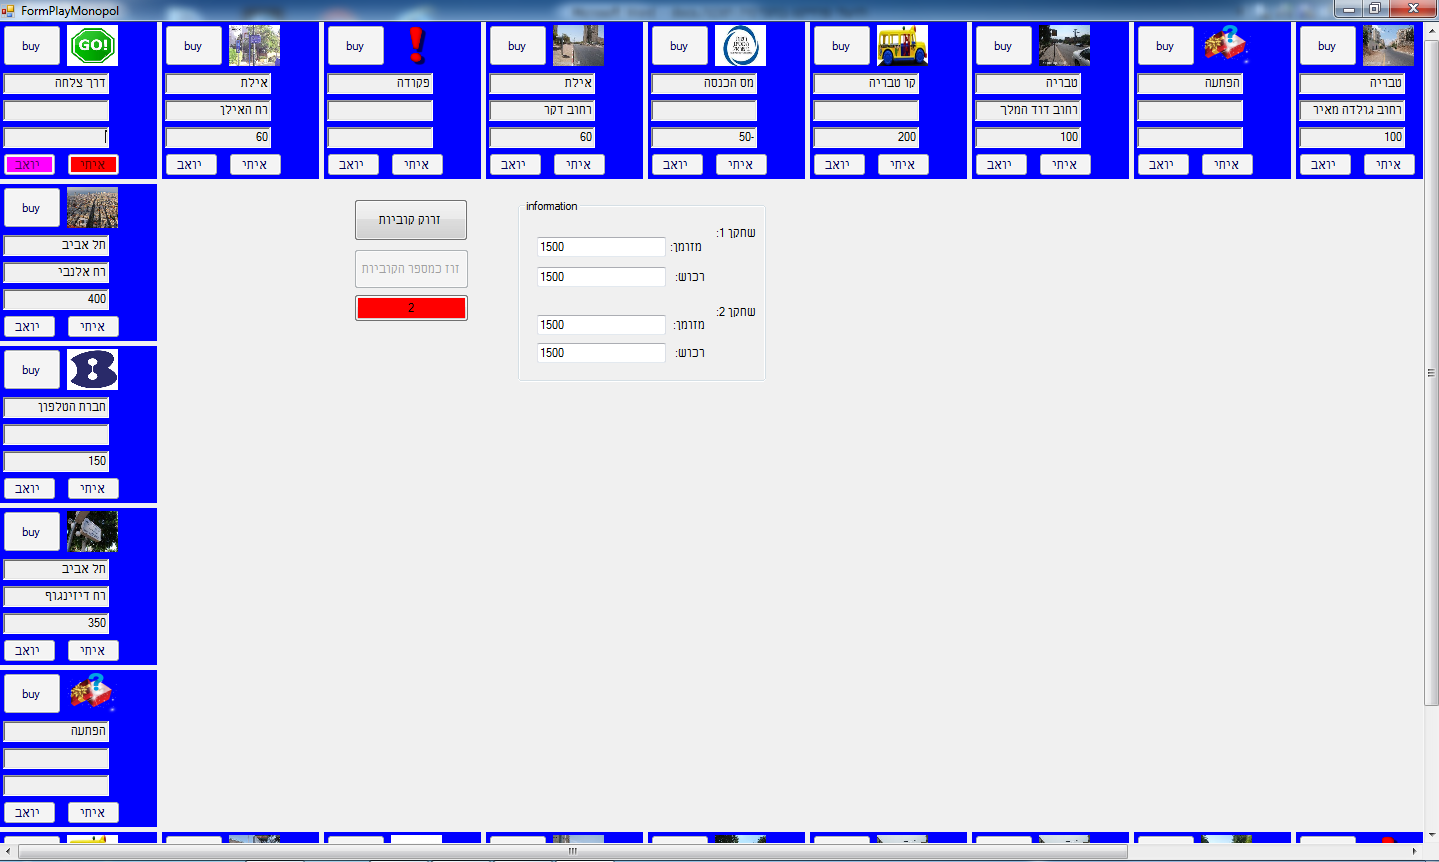 FormPlayMonopol
buy
GO!
דרך צלחה
יואב
איתי
buy
אילת
רח האילן
60
יואב
איתי
buy
פקודה
יואב
איתי
buy
אילת
רחוב דקר
60
יואב
איתי
buy
מס הכנסה
-50
יואב
איתי
buy
קו טבריה
200
יואב
איתי
buy
טבריה
רחוב דוד המלך
100
יואב
איתי
buy
הפתעה
יואב
איתי
buy
טבריה
רחוב גולדה מאיר
100
יואב
איתי
buy
תל אביב
רח אלנבי
400
יואב
איתי
זרוק קוביות
זוז כמספר הקוביות
2
information
שחקן 1:
מזומן:
1500
רכוש:
1500
שחקן 2:
מזומן:
1500
רכוש:
1500
buy
חברת הטלפון
150
יואב
איתי
buy
תל אביב
רח דיזינגוף
350
יואב
איתי
buy
הפתעה
יואב
איתי